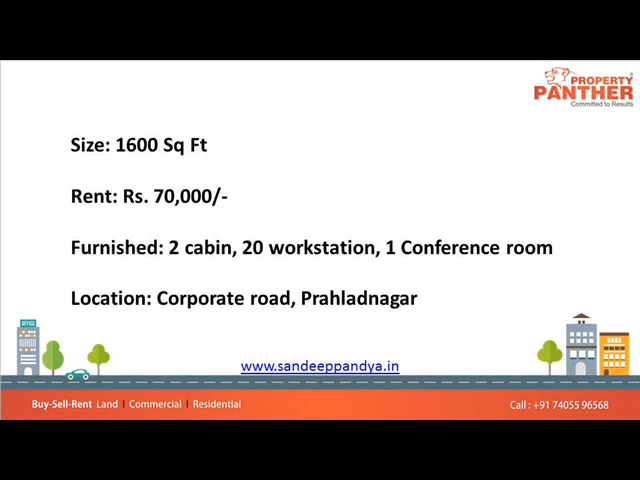 PROPERTY
PANTHER
Committed to Results
Size: 1600 Sq Ft
Rent: Rs. 70,000/-
Furnished: 2 cabin, 20 workstation, 1 Conference room
Location: Corporate road, Prahladnagar
OFFICE
www.sandeeppandya.in
Buy-Sell-Rent Land | Commercial | Residential
Call : +91 74055 96568